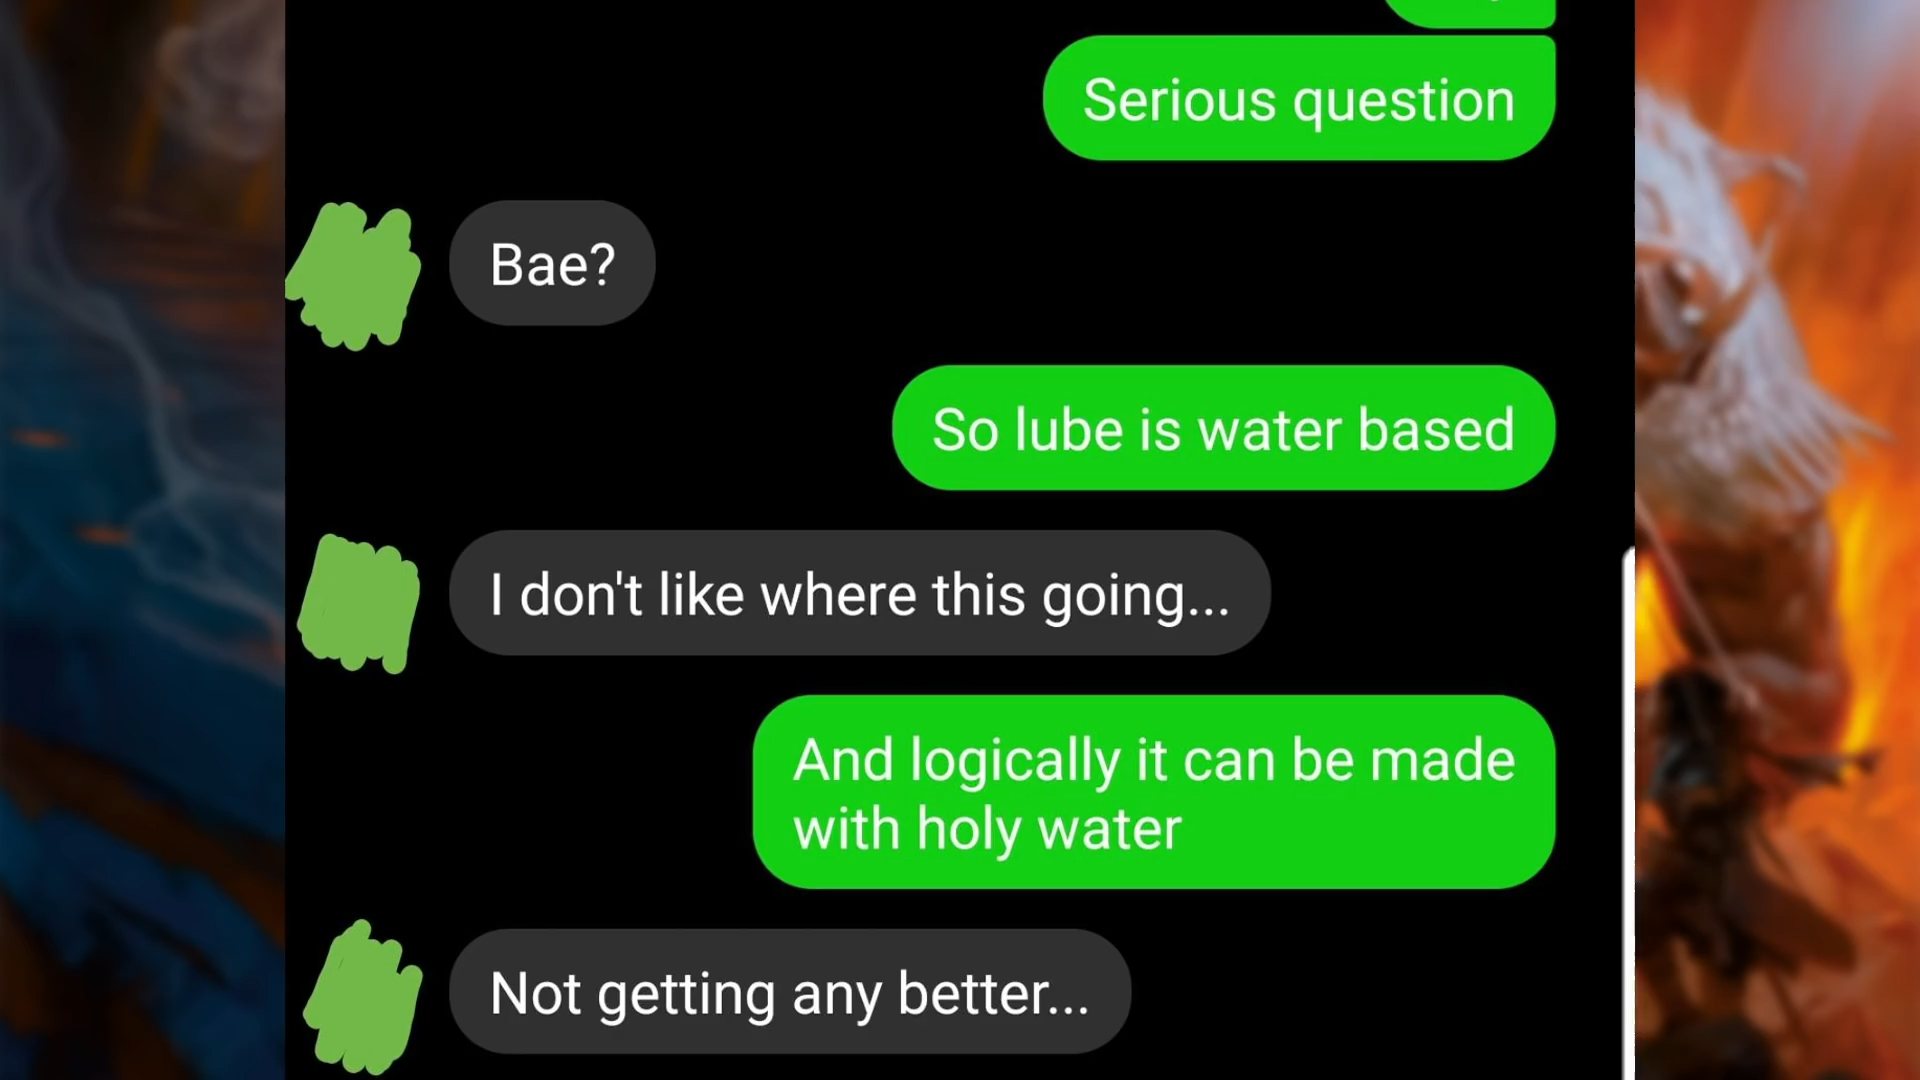 Serious question
Bae?
So lube is water based
I don't like where this going...
And logically it can be made
with holy water
Not getting any better...